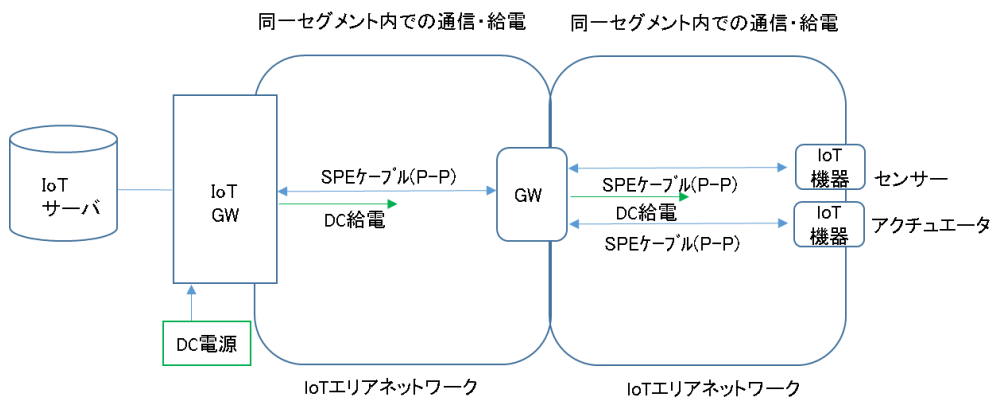 同一セグメント内での通信・給電
同一セグメント内での通信・給電
IoT
サーバ
IoT
GW
SPEケーブル(P-P)
DC給電
GW
SPEケーブル(P-P)
DC給電
SPEケーブル(P-P)
IoT
機器
センサー
IoT
機器
アクチュエータ
DC電源
IoTエリアネットワーク
IoTエリアネットワーク